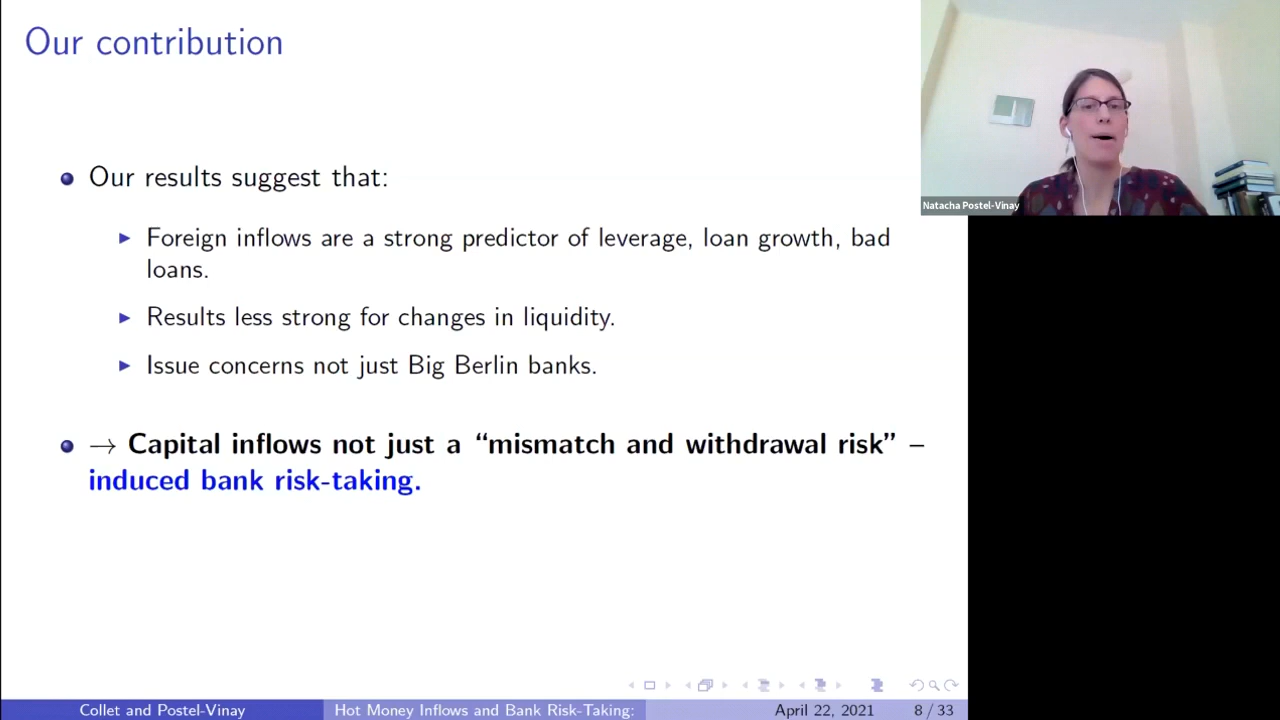 Our contribution
Natacha Postel-Vinay
Our results suggest that:
Foreign inflows are a strong predictor of leverage, loan growth, bad
loans.
Results less strong for changes in liquidity.
Issue concerns not just Big Berlin banks.
→ Capital inflows not just a “mismatch and withdrawal risk” –
induced bank risk-taking.
Collet and Postel-Vinay
Hot Money Inflows and Bank Risk-Taking:
April 22, 2021
8 / 33